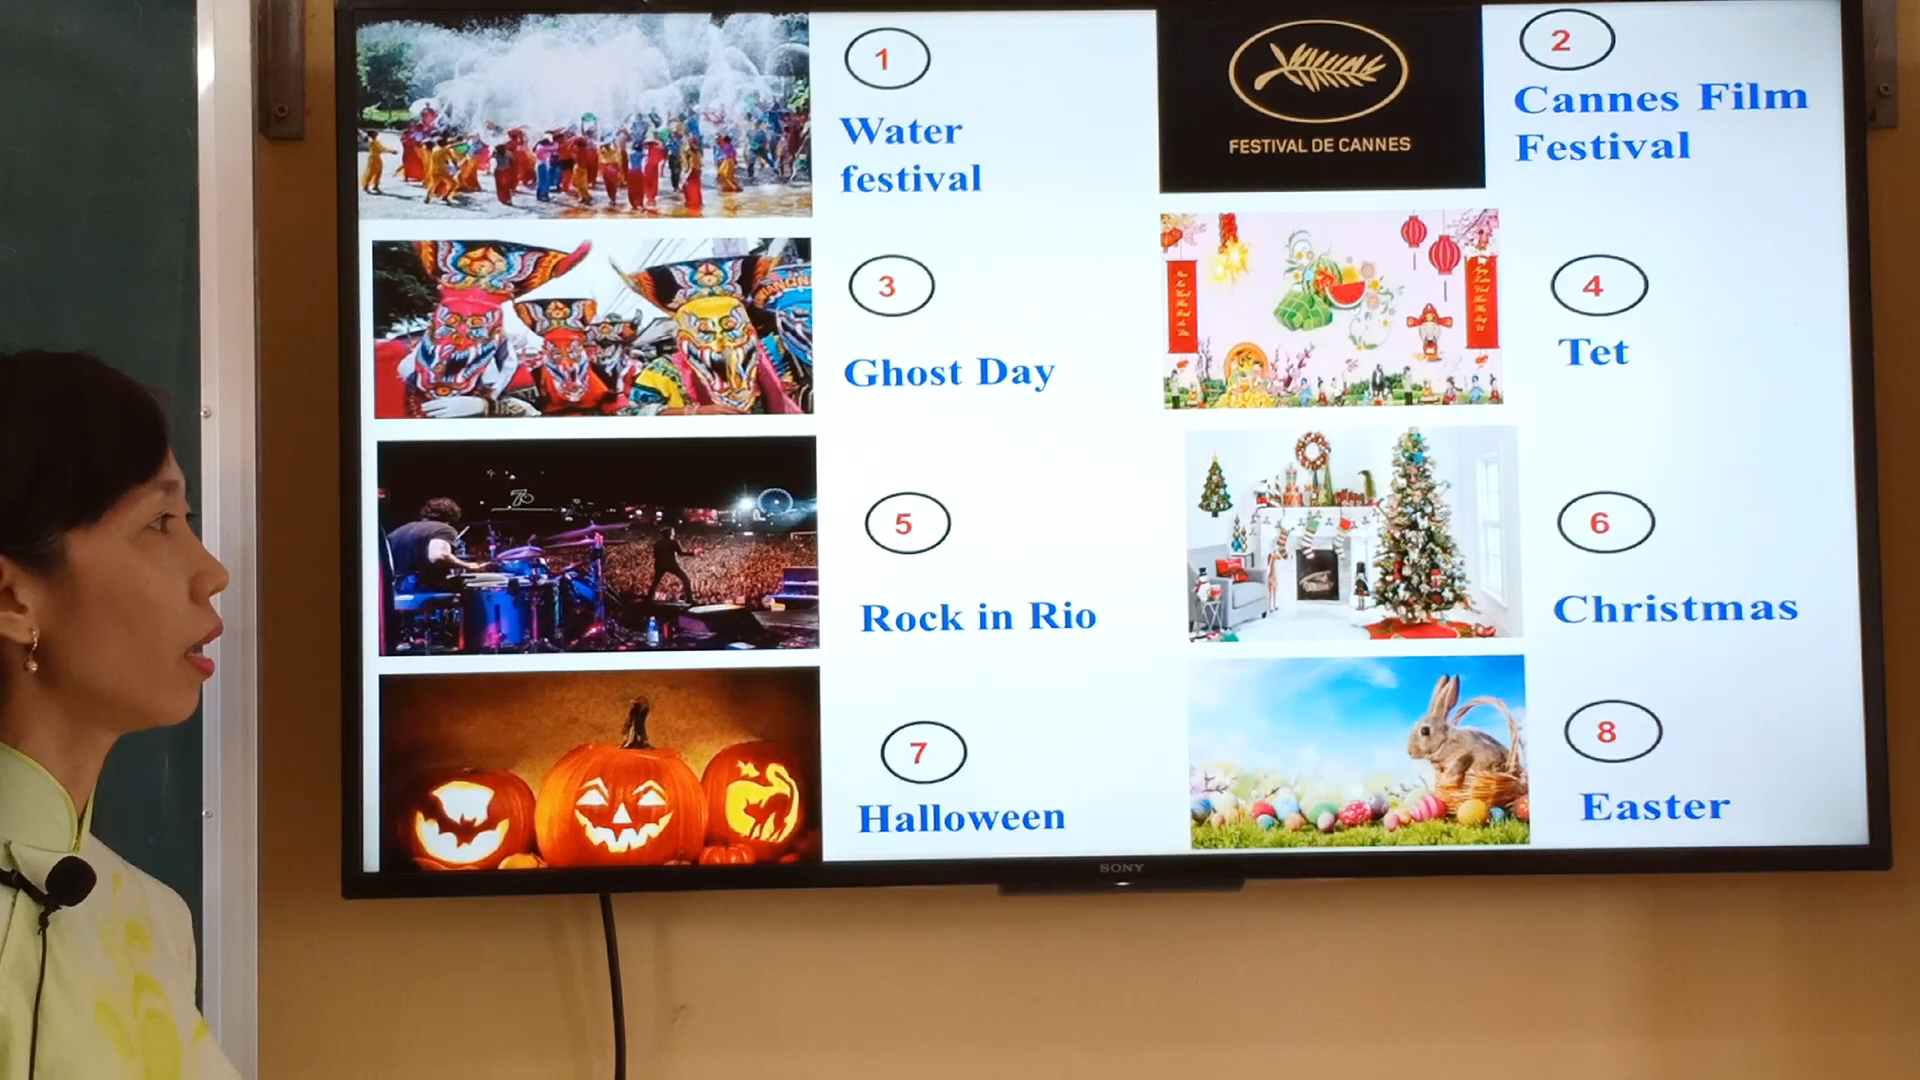 1
Water
festival
FESTIVAL DE CANNES
2
Cannes Film
Festival
3
Ghost Day
4
Tet
5
Rock in Rio
6
Christmas
7
Halloween
8
Easter
SONY